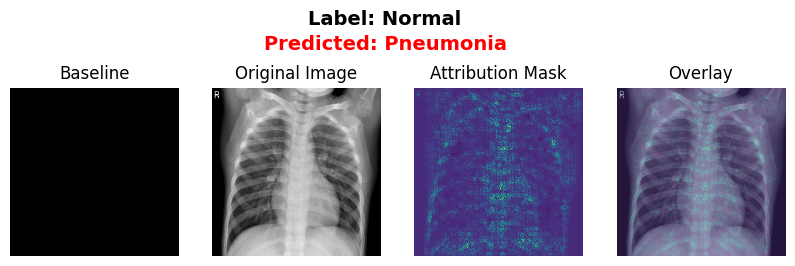 Label: Normal
Predicted: Pneumonia
Baseline
Original Image
Attribution Mask
Overlay